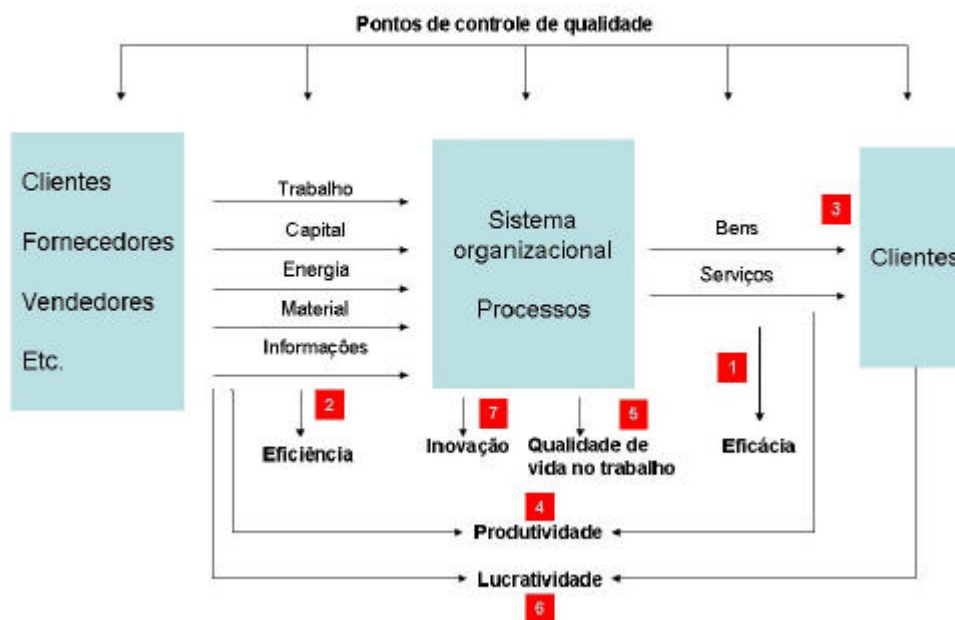 Pontos de controle de qualidade
Clientes
Fornecedores
Vendedores
Etc.
Trabalho
Capital
Energia
Material
Informações
Sistema
organizacional
Processos
Bens
Serviços
3
Clientes
2
Eficiência
7
Inovação
5
Qualidade de
vida no trabalho
1
Eficácia
4
Produtividade
Lucratividade
6